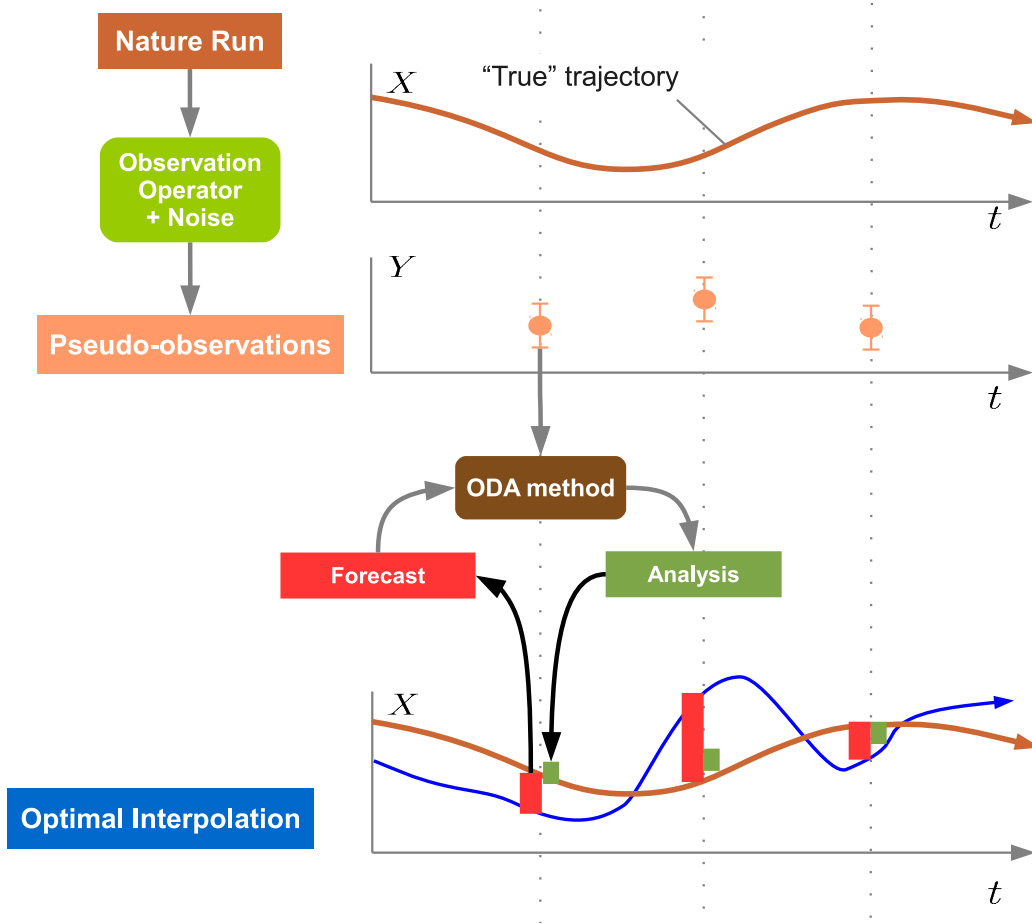 Nature Run
Observation
Operator
+ Noise
Pseudo-observations
X
“True” trajectory
t
Y
t
ODA method
Forecast
Analysis
X
Optimal Interpolation
t